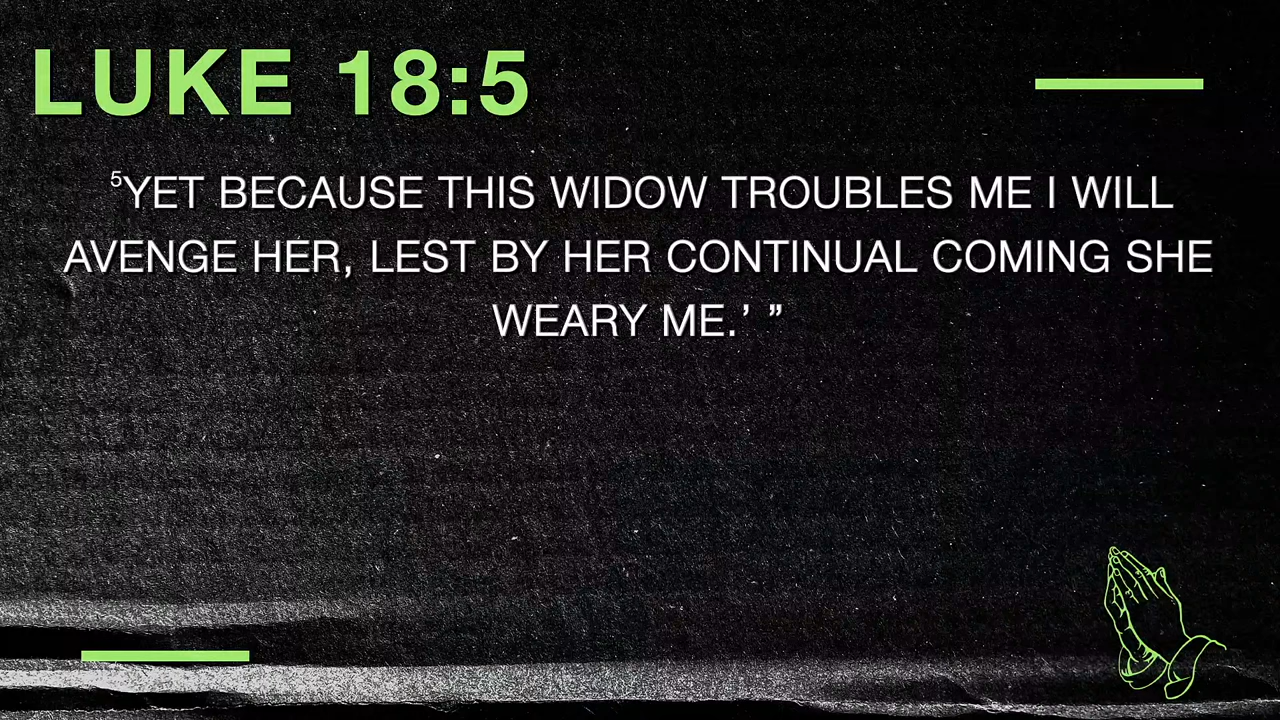 LUKE 18:5
⁵YET BECAUSE THIS WIDOW TROUBLES ME I WILL
AVENGE HER, LEST BY HER CONTINUAL COMING SHE
WEARY ME.’ ”